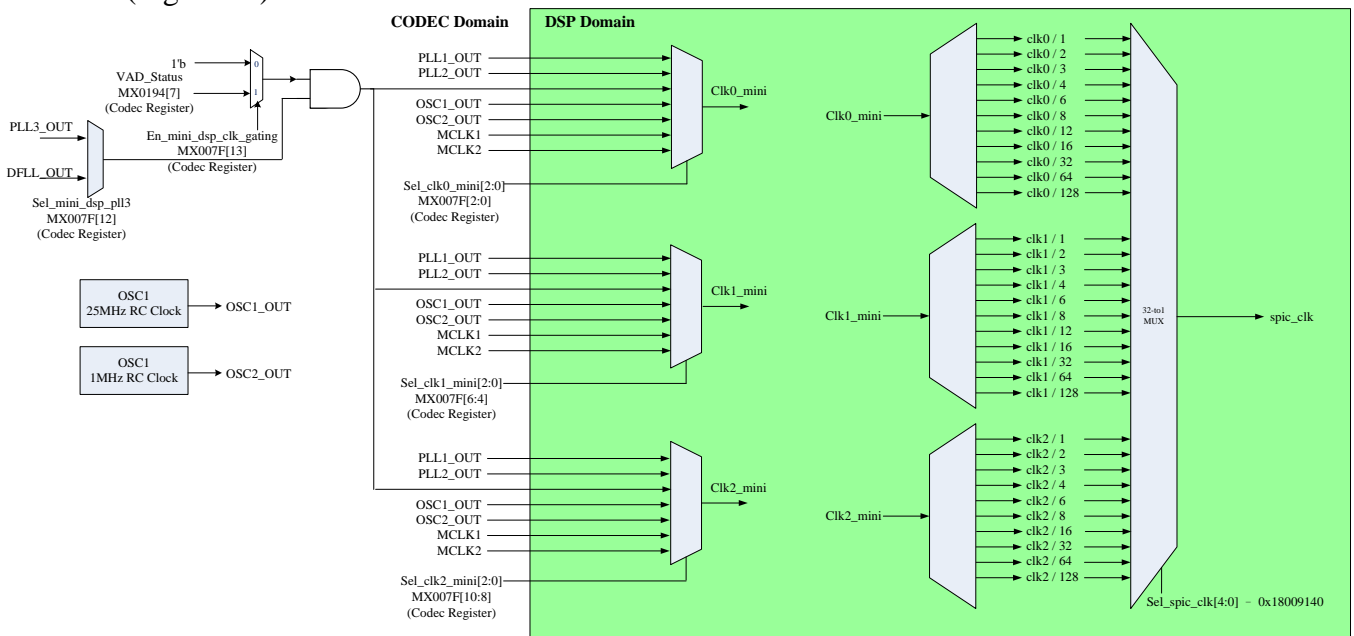 CODEC Domain
DSP Domain
1'b
VAD_Status
MX0194[7]
(Codec Register)
0
1
En_mini_dsp_clk_gating
MX007F[13]
(Codec Register)
PLL3_OUT
DFLL_OUT
Sel_mini_dsp_pll3
MX007F[12]
(Codec Register)
OSC1
25MHz RC Clock
OSC1_OUT
OSC1
1MHz RC Clock
OSC2_OUT
PLL1_OUT
PLL2_OUT
OSC1_OUT
OSC2_OUT
MCLK1
MCLK2
Sel_clk0_mini[2:0]
MX007F[2:0]
(Codec Register)
Clk0_mini
PLL1_OUT
PLL2_OUT
OSC1_OUT
OSC2_OUT
MCLK1
MCLK2
Sel_clk1_mini[2:0]
MX007F[6:4]
(Codec Register)
Clk1_mini
PLL1_OUT
PLL2_OUT
OSC1_OUT
OSC2_OUT
MCLK1
MCLK2
Sel_clk2_mini[2:0]
MX007F[10:8]
(Codec Register)
Clk2_mini
Clk0_mini
clk0 / 1
clk0 / 2
clk0 / 3
clk0 / 4
clk0 / 6
clk0 / 8
clk0 / 12
clk0 / 16
clk0 / 32
clk0 / 64
clk0 / 128
Clk1_mini
clk1 / 1
clk1 / 2
clk1 / 3
clk1 / 4
clk1 / 6
clk1 / 8
clk1 / 12
clk1 / 16
clk1 / 32
clk1 / 64
clk1 / 128
Clk2_mini
clk2 / 1
clk2 / 2
clk2 / 3
clk2 / 4
clk2 / 6
clk2 / 8
clk2 / 16
clk2 / 32
clk2 / 64
clk2 / 128
32-to1
MUX
spic_clk
Sel_spic_clk[4:0] - 0x18009140